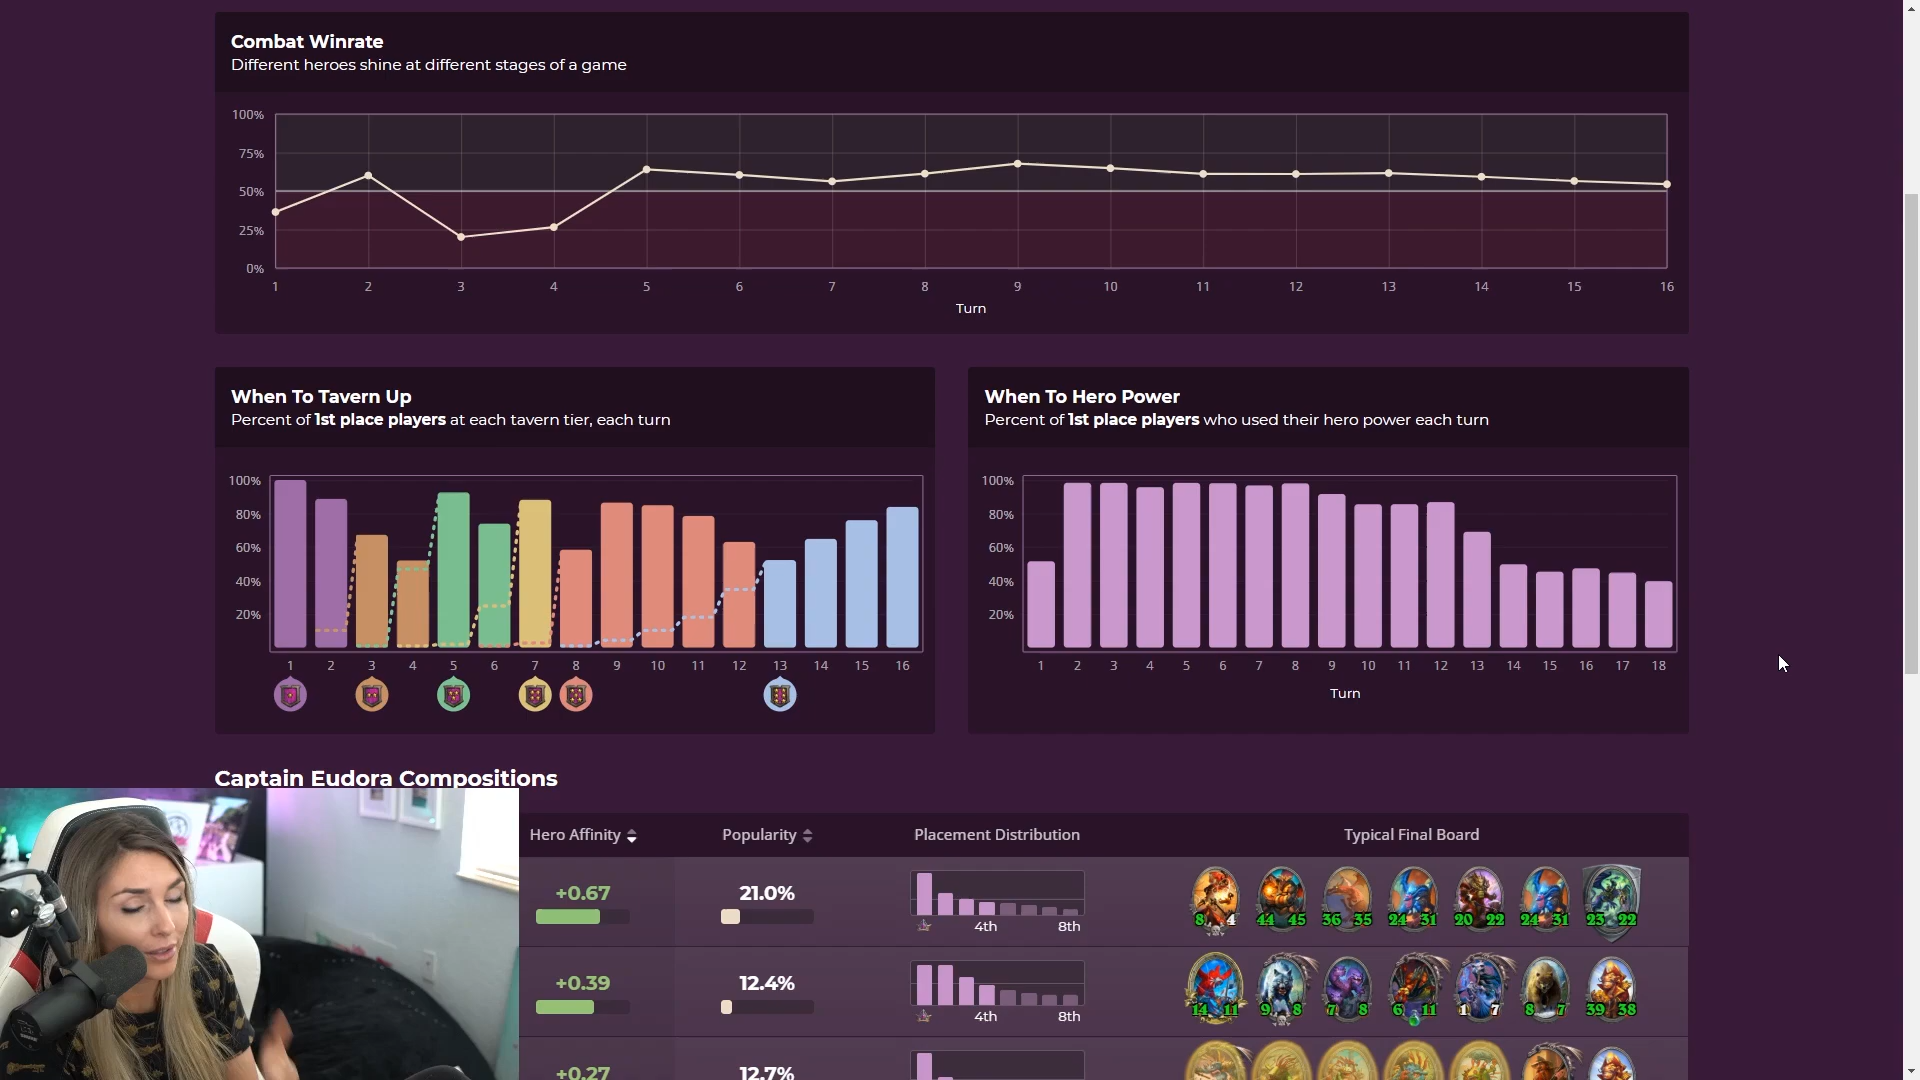 Combat Winrate
Different heroes shine at different stages of a game
100%
75%
50%
25%
0%
1 2 3 4 5 6 7 8 9 10 11 12 13 14 15 16
Turn
When To Tavern Up
Percent of 1st place players at each tavern tier, each turn
100%
80%
60%
40%
20%
1 2 3 4 5 6 7 8 9 10 11 12 13 14 15 16
When To Hero Power
Percent of 1st place players who used their hero power each turn
100%
80%
60%
40%
20%
1 2 3 4 5 6 7 8 9 10 11 12 13 14 15 16 17 18
Turn
Captain Eudora Compositions
Hero Affinity Popularity Placement Distribution Typical Final Board
+0.67 21.0%
8 4 44 45 36 35 24 31 20 22 24 31 23 22
4th 8th
+0.39 12.4%
14 11 9 8 7 8 6 11 1 7 8 7 39 38
4th 8th
+0.27 12.7%